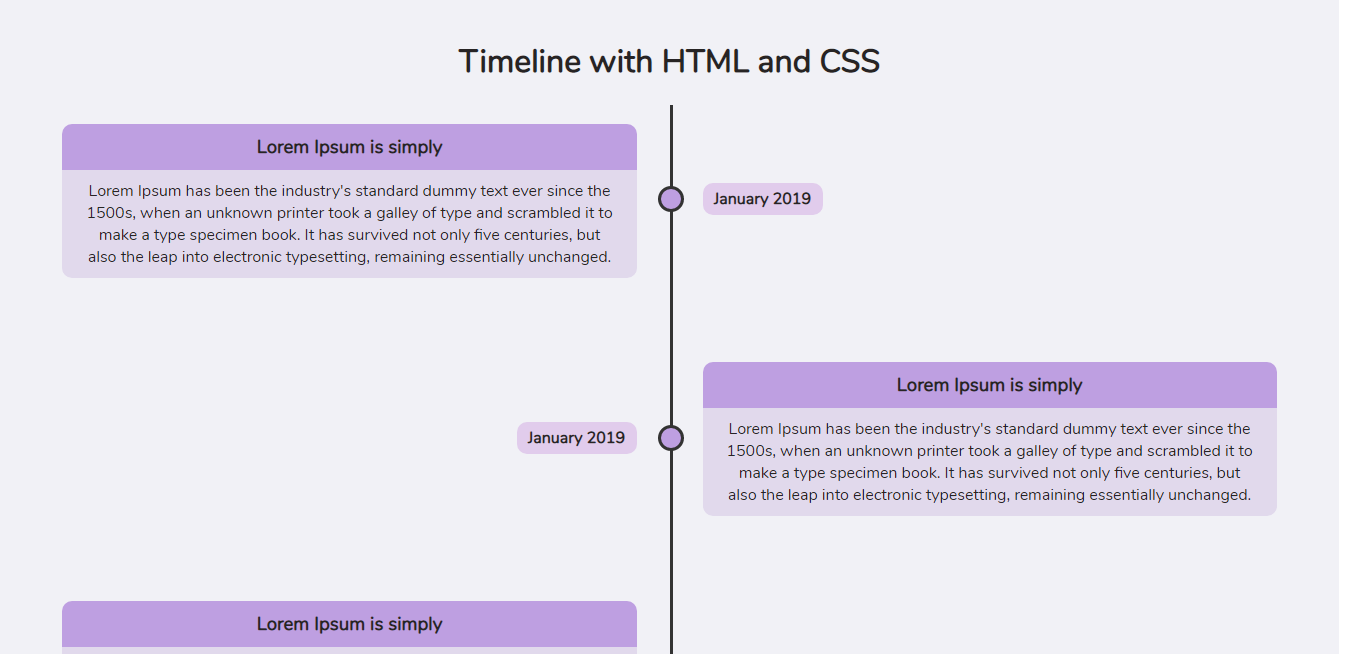 Timeline with HTML and CSS
Lorem Ipsum is simply
Lorem Ipsum has been the industry's standard dummy text ever since the
1500s, when an unknown printer took a galley of type and scrambled it to
make a type specimen book. It has survived not only five centuries, but
also the leap into electronic typesetting, remaining essentially unchanged.
January 2019
Lorem Ipsum is simply
Lorem Ipsum has been the industry's standard dummy text ever since the
1500s, when an unknown printer took a galley of type and scrambled it to
make a type specimen book. It has survived not only five centuries, but
also the leap into electronic typesetting, remaining essentially unchanged.
January 2019
Lorem Ipsum is simply